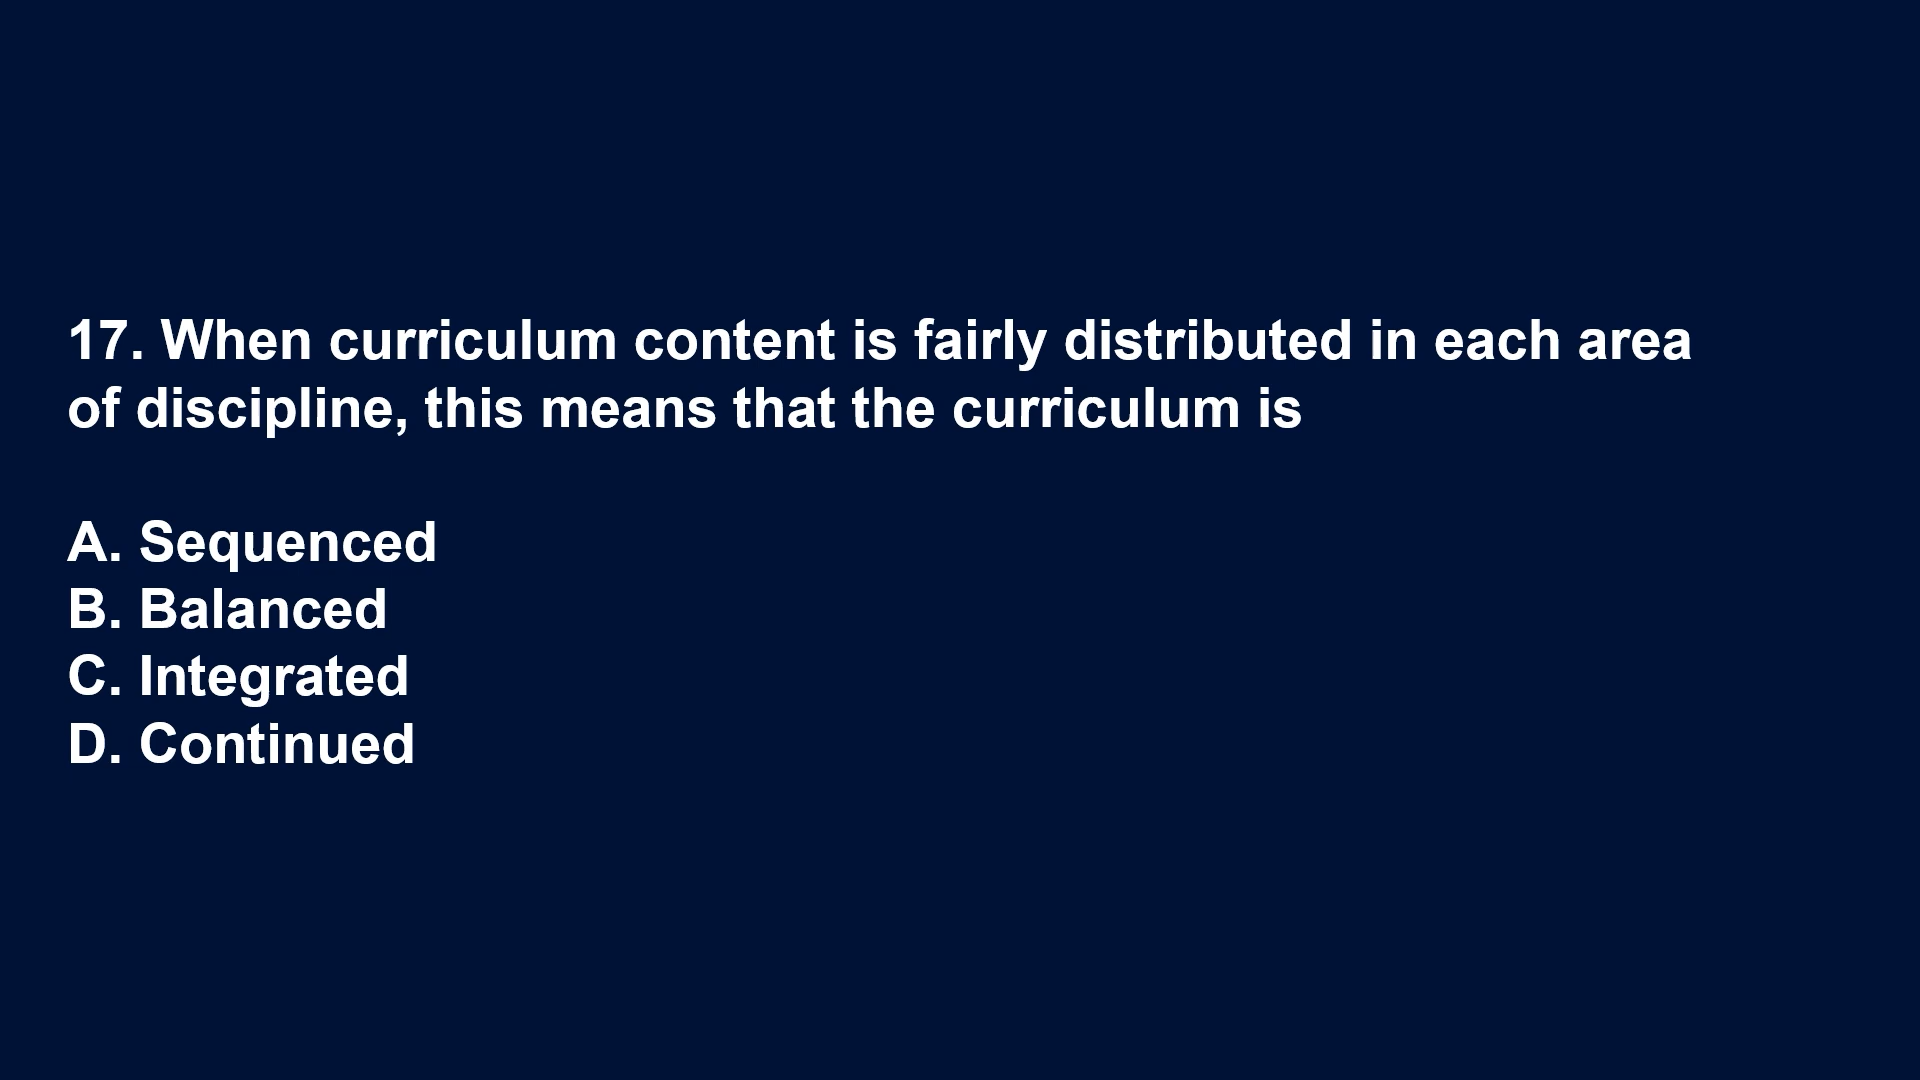 17. When curriculum content is fairly distributed in each area
of discipline, this means that the curriculum is
A. Sequenced
B. Balanced
C. Integrated
D. Continued